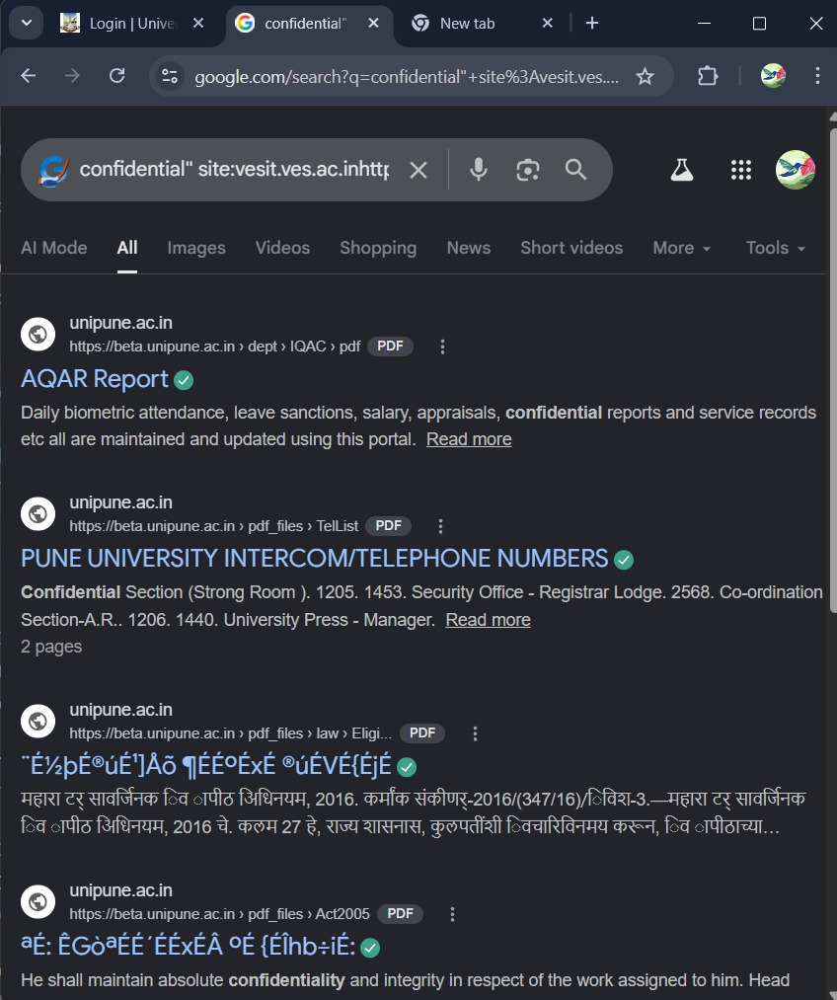 Login | Unive
confidential"
New tab
google.com/search?q=confidential"+site%3Avesit.ves....
confidential" site:vesit.ves.ac.inhttp
AI Mode All Images Videos Shopping News Short videos More Tools
unipune.ac.in
https://beta.unipune.ac.in › dept › IQAC › pdf PDF
AQAR Report
Daily biometric attendance, leave sanctions, salary, appraisals, confidential reports and service records
etc all are maintained and updated using this portal. Read more
unipune.ac.in
https://beta.unipune.ac.in › pdf_files › TelList PDF
PUNE UNIVERSITY INTERCOM/TELEPHONE NUMBERS
Confidential Section (Strong Room ). 1205. 1453. Security Office - Registrar Lodge. 2568. Co-ordination
Section-A.R.. 1206. 1440. University Press - Manager. Read more
2 pages
unipune.ac.in
https://beta.unipune.ac.in › pdf_files › law › Eligi... PDF
¨É½þÉ®úÉ¹]Åõ ¶ÉÉºÉxÉ ®úÉVÉ{ÉjÉ
महारा टर् सावर्जिनक िव ापीठ अिधिनयम, 2016. कर्मांक संकीणर्-2016/(347/16)/िविश-3.—महारा टर् सावर्जिनक
िव ापीठ अिधिनयम, 2016 चे. कलम 27 हे, राज्य शासनास, कुलपतींशी िवचारिविनमय करून, िव ापीठाच्या...
unipune.ac.in
https://beta.unipune.ac.in › pdf_files › Act2005 PDF
ªÉ: ÊGòªÉÉ´ÉÉxÉÂ ºÉ {ÉÎhb÷iÉ:
He shall maintain absolute confidentiality and integrity in respect of the work assigned to him. Head